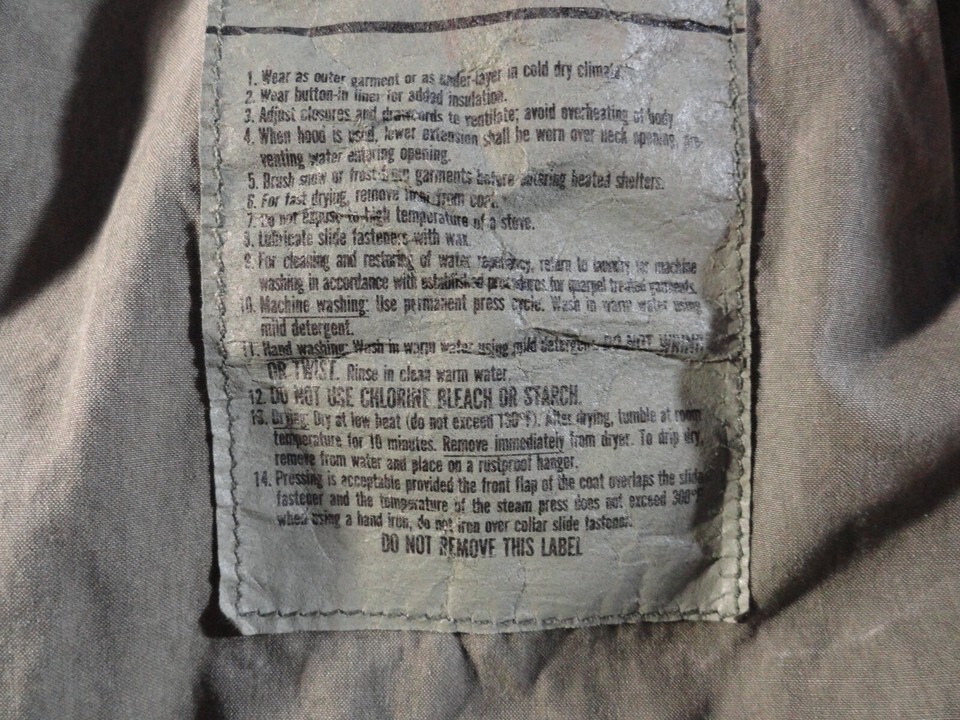 1. Wear as outer garment or as under-layer in cold dry climate
2. Wear button-in liner for added insulation.
3. Adjust closures and drawcords to ventilate; avoid overheating of body
4. When hood is used, lower extension shall be worn over neck opening, pre-
venting water entering opening.
5. Brush snow or frost from garments before entering heated shelters.
6. For fast drying, remove liner from coat.
7. Do not expose to high temperature of a stove.
8. Lubricate slide fasteners with wax.
9. For cleaning and restoring of water repellency, return to laundry for machine
washing in accordance with established procedures for quarpel treated garments.
10. Machine washing: Use permanent press cycle. Wash in warm water using
mild detergent.
11. Hand washing: Wash in warm water using mild detergent. DO NOT WRING
OR TWIST. Rinse in clean warm water.
12. DO NOT USE CHLORINE BLEACH OR STARCH.
13. Drying: Dry at low heat (do not exceed 130°F). After drying, tumble at room
temperature for 10 minutes. Remove immediately from dryer. To drip dry,
remove from water and place on a rustproof hanger.
14. Pressing is acceptable provided the front flap of the coat overlaps the slide
fastener and the temperature of the steam press does not exceed 300°F
when using a hand iron, do not iron over collar slide fastener.
DO NOT REMOVE THIS LABEL